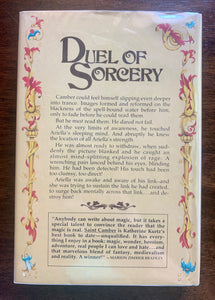 DUEL OF
SORCERY
Camber could feel himself slipping ever deeper
into trance. Images formed and reformed on the
blackness of the spell-bound water before him,
only to fade before he could read them.
But he must read them. He dared not fail.
At the very limits of awareness, he touched
Ariella's sleeping mind. And abruptly he knew
the location of all Ariella's strength.
He was almost ready to withdraw, when sud-
denly the picture blanked and he caught an
almost mind-splitting explosion of rage. A
wrenching pain lanced behind his eyes, blinding
him. He had been detected! His touch had been
too clumsy, too direct!
Ariella was awake and aware of his link—and
she was trying to sustain the link he had created,
to surge back mentally across that link...and de-
stroy him!
"Anybody can write about magic, but it takes a
special talent to convince the reader that the
magic is real. Saint Camber is Katherine Kurtz's
best book to date—unqualified. It has every-
thing I enjoy in a book; magic, wonder, heroism,
adventure, real people I can love and hate...and
that marvelous blend of fantasy, medievalism
and reality. A winner!" —MARION ZIMMER BRADLEY